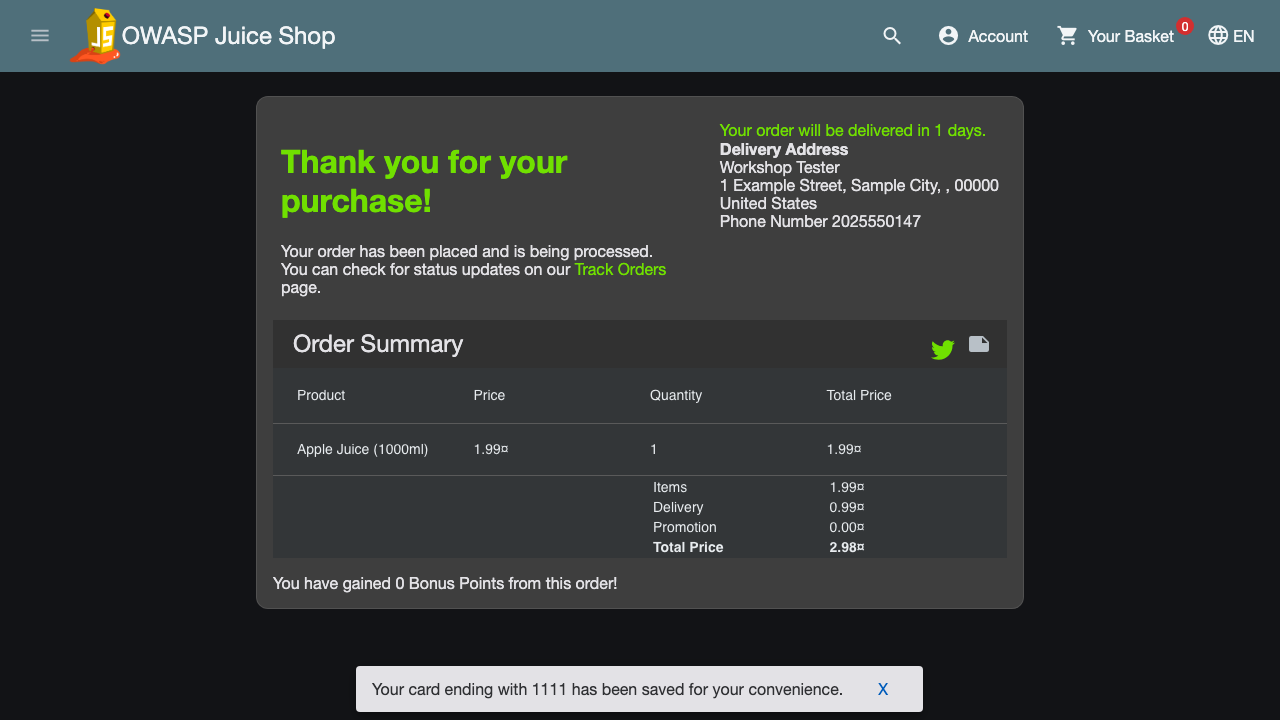 JS OWASP Juice Shop
Account
Your Basket 0
EN
Thank you for your
purchase!
Your order has been placed and is being processed.
You can check for status updates on our Track Orders
page.
Your order will be delivered in 1 days.
Delivery Address
Workshop Tester
1 Example Street, Sample City, , 00000
United States
Phone Number 2025550147
Order Summary
Product Price Quantity Total Price
Apple Juice (1000ml) 1.99¤ 1 1.99¤
Items 1.99¤
Delivery 0.99¤
Promotion 0.00¤
Total Price 2.98¤
You have gained 0 Bonus Points from this order!
Your card ending with 1111 has been saved for your convenience. X